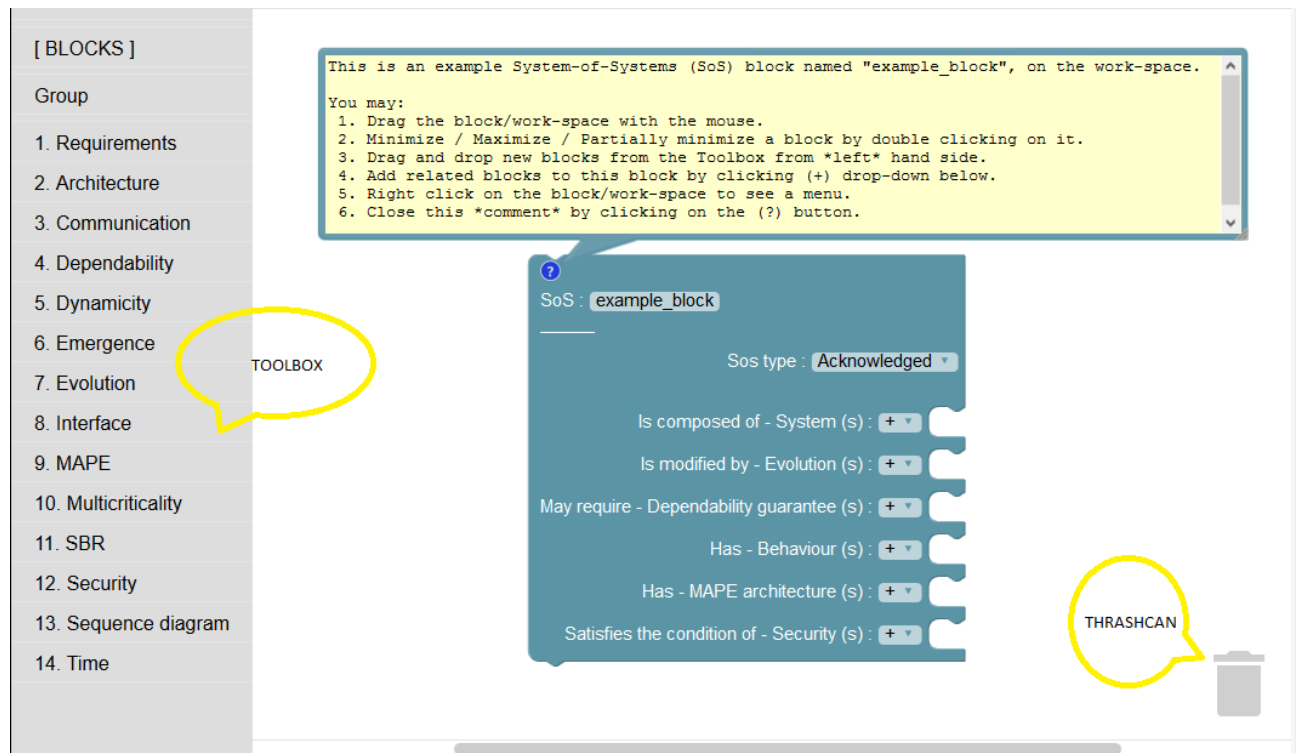 [ BLOCKS ]
Group
1. Requirements
2. Architecture
3. Communication
4. Dependability
5. Dynamicity
6. Emergence
7. Evolution
8. Interface
9. MAPE
10. Multicriticality
11. SBR
12. Security
13. Sequence diagram
14. Time
TOOLBOX
This is an example System-of-Systems (SoS) block named "example_block", on the work-space.
You may:
1. Drag the block/work-space with the mouse.
2. Minimize / Maximize / Partially minimize a block by double clicking on it.
3. Drag and drop new blocks from the Toolbox from *left* hand side.
4. Add related blocks to this block by clicking (+) drop-down below.
5. Right click on the block/work-space to see a menu.
6. Close this *comment* by clicking on the (?) button.
?
SoS : example_block
Sos type : Acknowledged
Is composed of - System (s) : +
Is modified by - Evolution (s) : +
May require - Dependability guarantee (s) : +
Has - Behaviour (s) : +
Has - MAPE architecture (s) : +
Satisfies the condition of - Security (s) : +
THRASHCAN